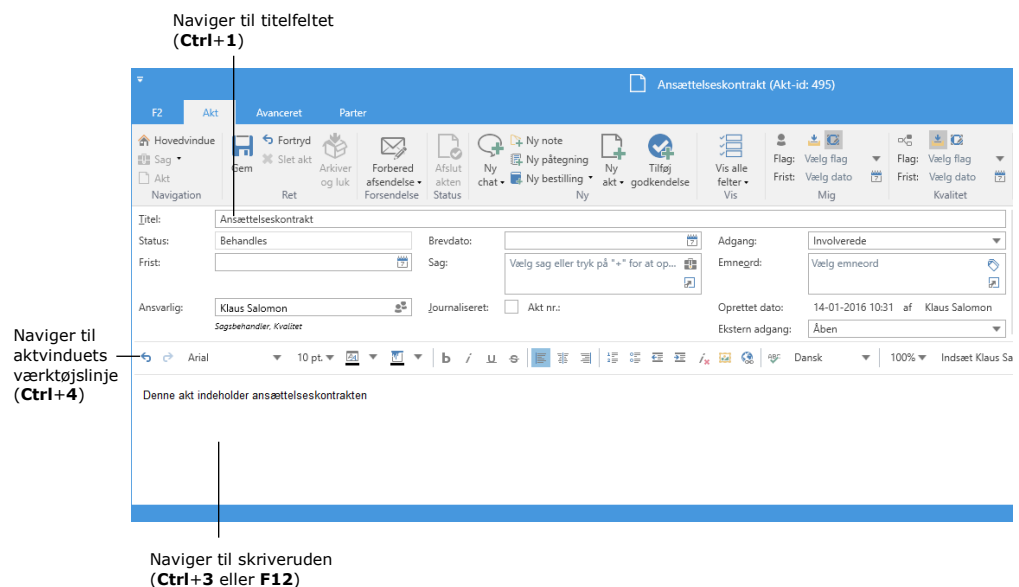 Naviger til titelfeltet
(Ctrl+1)
Ansættelseskontrakt (Akt-id: 495)
F2 Akt Avanceret Parter
Hovedvindue
Sag
Akt
Navigation
Gem
Fortryd
Slet akt
Arkiver
og luk
Ret
Forbered
afsendelse
Forsendelse
Afslut
akten
Status
Ny
chat
Ny note
Ny påtegning
Ny bestilling
Ny
akt
Tilføj
godkendelse
Ny
Vis alle
felter
Vis
Flag: Vælg flag
Frist: Vælg dato
Mig
Flag: Vælg flag
Frist: Vælg dato
Kvalitet
Titel: Ansættelseskontrakt
Status: Behandles Brevdato: Adgang: Involverede
Frist: Sag: Vælg sag eller tryk på "+" for at op... Emneord: Vælg emneord
Ansvarlig: Klaus Salomon Journaliseret: Akt nr.: Oprettet dato: 14-01-2016 10:31 af Klaus Salomon
Sagsbehandler, Kvalitet Ekstern adgang: Åben
Naviger til
aktvinduets
værktøjslinje
(Ctrl+4)
Arial 10 pt. b i u s ABC Dansk 100% Indsæt Klaus Sa
Denne akt indeholder ansættelseskontrakten
Naviger til skriveruden
(Ctrl+3 eller F12)